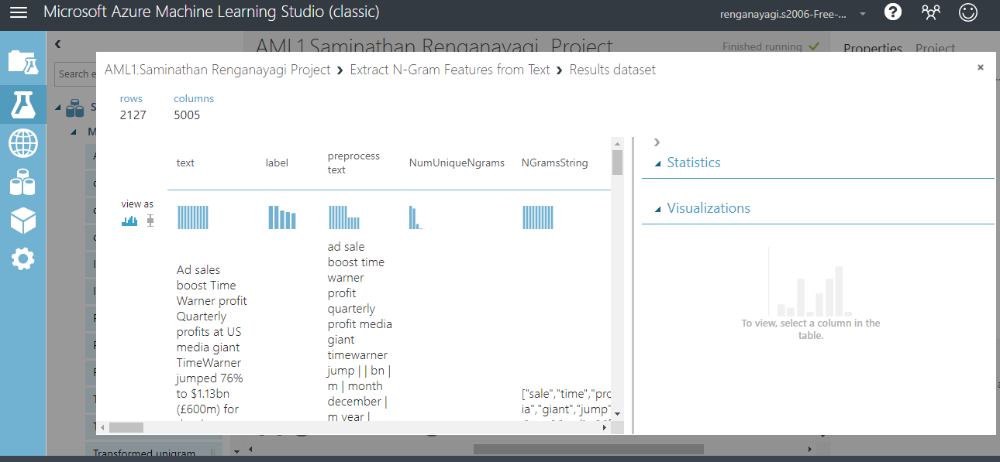 Microsoft Azure Machine Learning Studio (classic)
renganayagi.s2006-Free-...
AML1.Saminathan Renganayagi Project
Finished running
Properties Project
Search e
AML1.Saminathan Renganayagi Project > Extract N-Gram Features from Text > Results dataset
rows
columns
2127
5005
text
label
preprocess
text
NumUniqueNgrams
NGramsString
view as
Ad sales
boost Time
Warner profit
Quarterly
profits at US
media giant
TimeWarner
jumped 76%
to $1.13bn
(£600m) for
ad sale
boost time
warner
profit
quarterly
profit media
giant
timewarner
jump | | bn |
m | month
december |
m year |
["sale","time","pro
ia","giant","jump"
Statistics
Visualizations
To view, select a column in the
table.
Transformed unigram